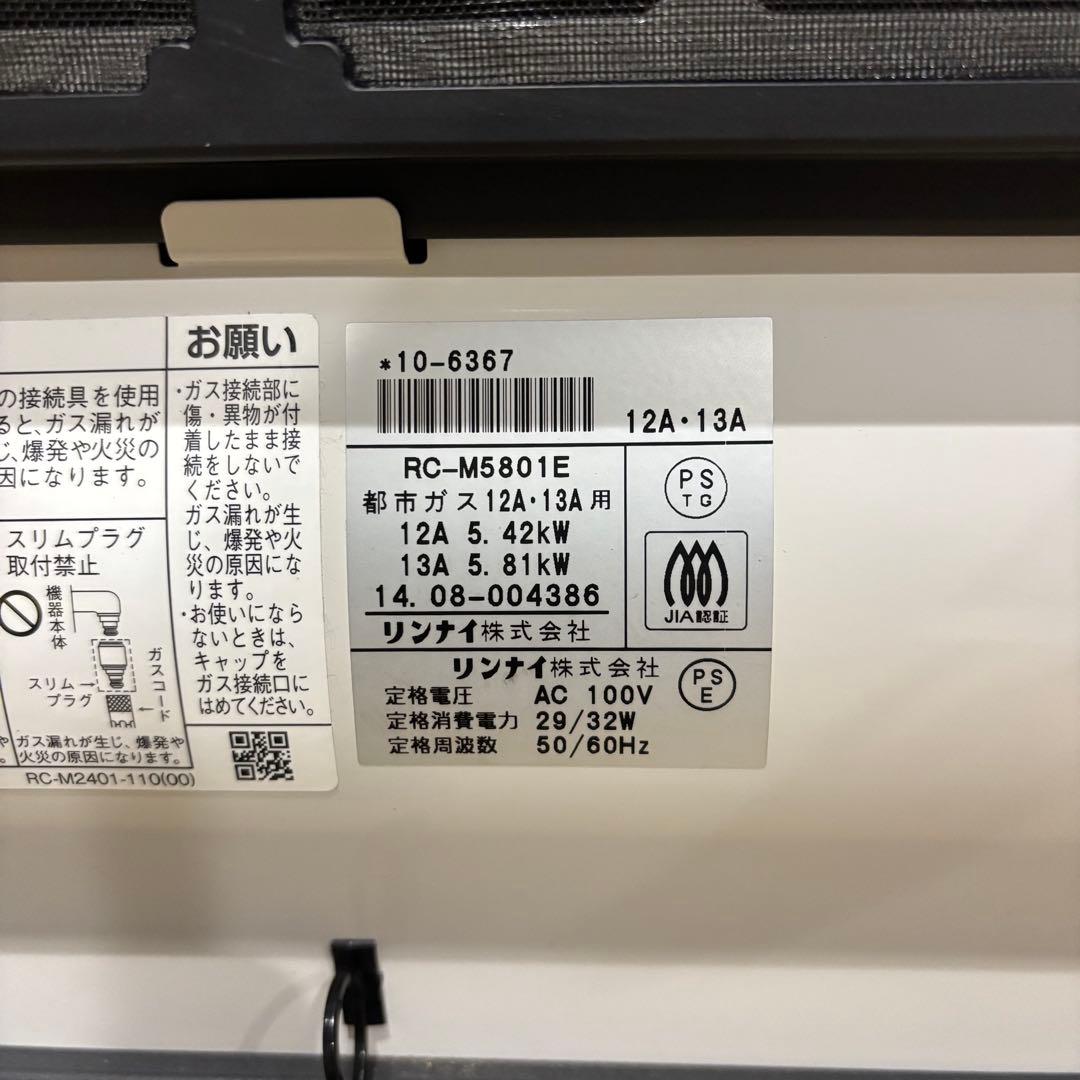 の接続具を使用
ると、ガス漏れが
じ、爆発や火災の
因になります。
スリムプラグ
取付禁止
機器本体
スリム
プラグ
ガスコード
ガス漏れが生じ、爆発や
火災の原因になります。
RC-M2401-110(00)
お願い
・ガス接続部に
傷・異物が付
着したまま接
続をしないで
ください。
ガス漏れが生
じ、爆発や火
災の原因にな
ります。
・お使いになら
ないときは、
キャップを
ガス接続口に
はめてください。
*10-6367
12A・13A
RC-M5801E
都市ガス12A・13A用
12A 5.42kW
13A 5.81kW
14.08-004386
リンナイ株式会社
PS
TG
JIA認証
リンナイ株式会社
定格電圧 AC 100V
定格消費電力 29/32W
定格周波数 50/60Hz
PS
E